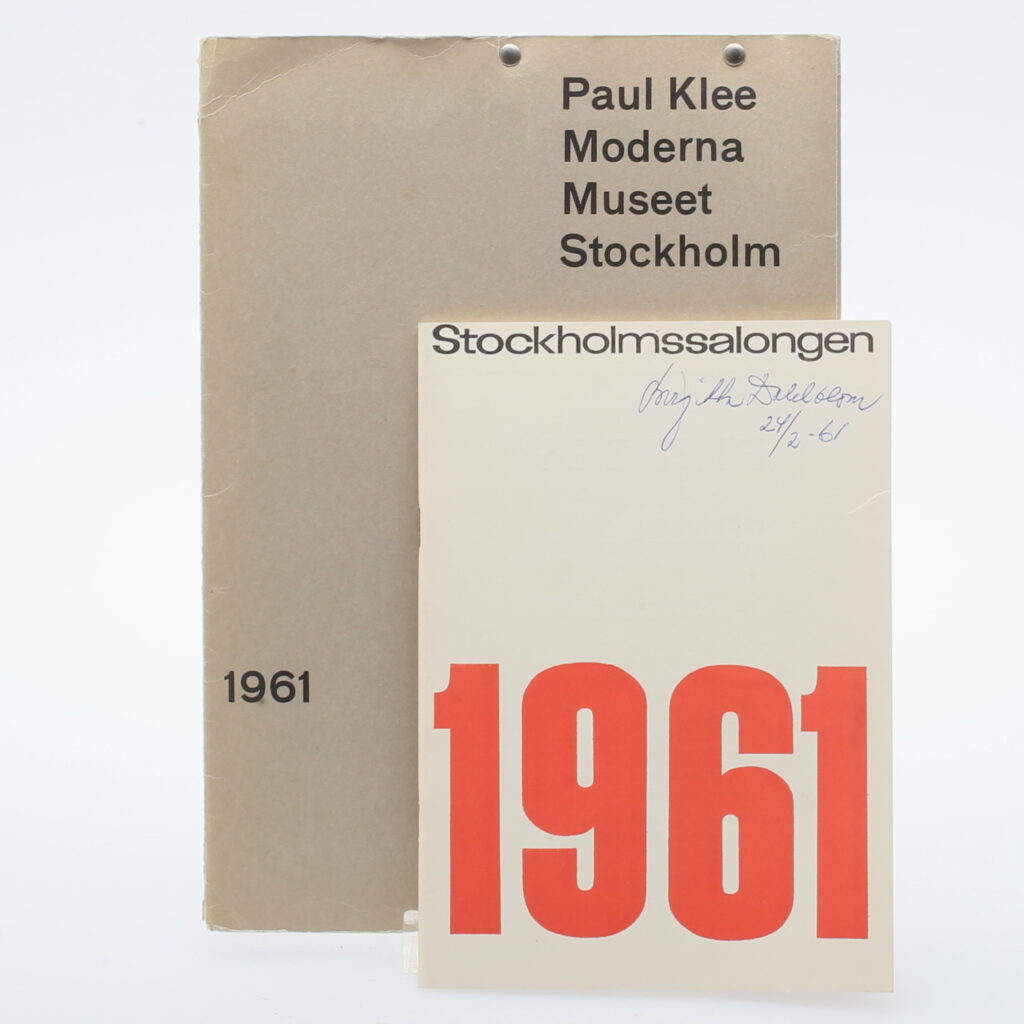 Paul Klee
Moderna
Museet
Stockholm
1961
Stockholmssalongen
24/2-61
1961